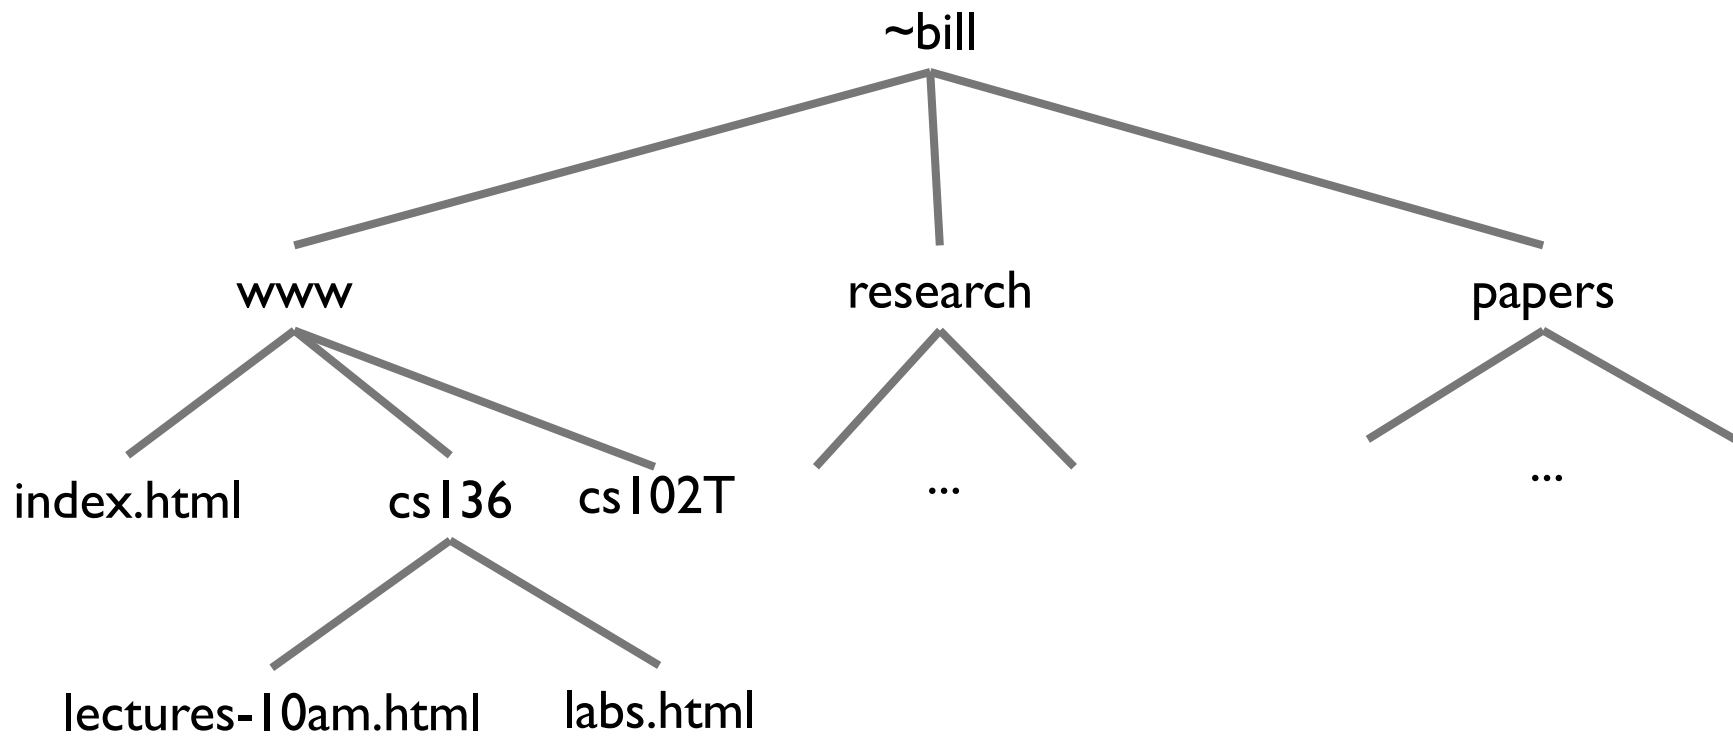 ~bill
www
research
papers
index.html
cs136
cs102T
...
...
lectures-10am.html
labs.html